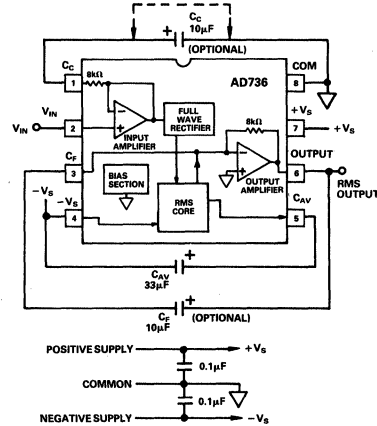 C_C
10µF
(OPTIONAL)
+
C_C
1
8kΩ
AD736
COM
8
V_IN
V_IN
2
INPUT
AMPLIFIER
FULL
WAVE
RECTIFIER
8kΩ
+V_S
7
+V_S
C_F
3
BIAS
SECTION
RMS
CORE
OUTPUT
AMPLIFIER
OUTPUT
6
RMS
OUTPUT
−V_S
−V_S
4
C_AV
5
C_AV
33µF
+
C_F
10µF
+
(OPTIONAL)
POSITIVE SUPPLY
+V_S
0.1µF
COMMON
0.1µF
NEGATIVE SUPPLY
−V_S